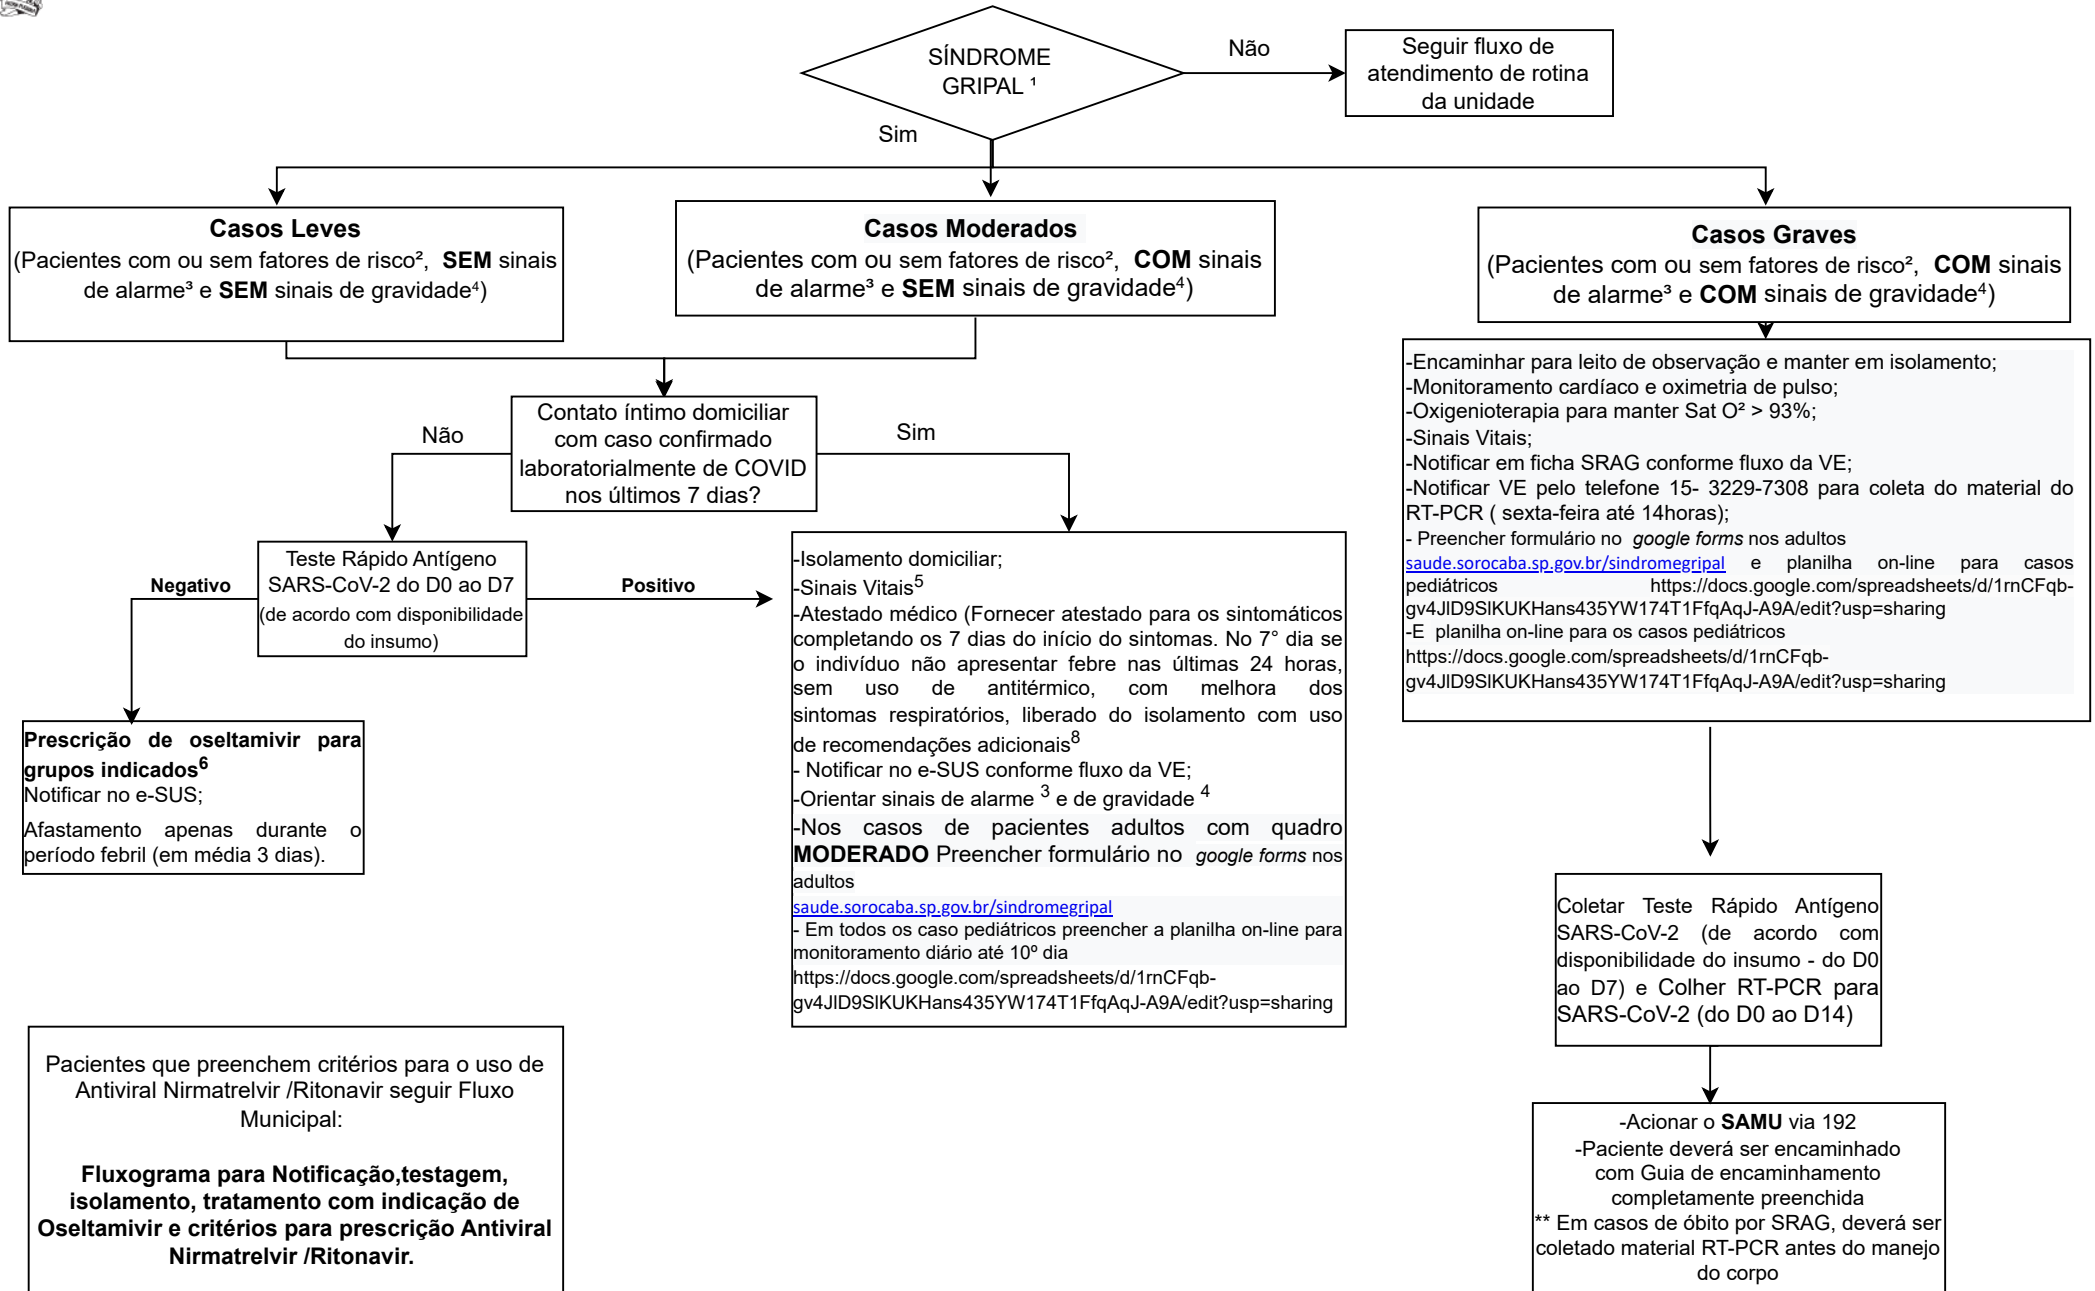 SÍNDROME
GRIPAL ¹
Não
Seguir fluxo de
atendimento de rotina
da unidade
Sim
Casos Leves
(Pacientes com ou sem fatores de risco², SEM sinais
de alarme³ e SEM sinais de gravidade⁴)
Casos Moderados
(Pacientes com ou sem fatores de risco², COM sinais
de alarme³ e SEM sinais de gravidade⁴)
Casos Graves
(Pacientes com ou sem fatores de risco², COM sinais
de alarme³ e COM sinais de gravidade⁴)
Contato íntimo domiciliar
com caso confirmado
laboratorialmente de COVID
nos últimos 7 dias?
Não
Sim
Teste Rápido Antígeno
SARS-CoV-2 do D0 ao D7
(de acordo com disponibilidade
do insumo)
Negativo
Positivo
Prescrição de oseltamivir para
grupos indicados⁶
Notificar no e-SUS;
Afastamento apenas durante o
período febril (em média 3 dias).
-Isolamento domiciliar;
-Sinais Vitais⁵
-Atestado médico (Fornecer atestado para os sintomáticos
completando os 7 dias do início do sintomas. No 7° dia se
o indivíduo não apresentar febre nas últimas 24 horas,
sem uso de antitérmico, com melhora dos
sintomas respiratórios, liberado do isolamento com uso
de recomendações adicionais⁸
- Notificar no e-SUS conforme fluxo da VE;
-Orientar sinais de alarme ³ e de gravidade ⁴
-Nos casos de pacientes adultos com quadro
MODERADO Preencher formulário no google forms nos
adultos
saude.sorocaba.sp.gov.br/sindromegripal
- Em todos os caso pediátricos preencher a planilha on-line para
monitoramento diário até 10º dia
https://docs.google.com/spreadsheets/d/1rnCFqb-
gv4JlD9SlKUKHans435YW174T1FfqAqJ-A9A/edit?usp=sharing
-Encaminhar para leito de observação e manter em isolamento;
-Monitoramento cardíaco e oximetria de pulso;
-Oxigenioterapia para manter Sat O² > 93%;
-Sinais Vitais;
-Notificar em ficha SRAG conforme fluxo da VE;
-Notificar VE pelo telefone 15- 3229-7308 para coleta do material do
RT-PCR ( sexta-feira até 14horas);
- Preencher formulário no google forms nos adultos
saude.sorocaba.sp.gov.br/sindromegripal e planilha on-line para casos
pediátricos https://docs.google.com/spreadsheets/d/1rnCFqb-
gv4JlD9SlKUKHans435YW174T1FfqAqJ-A9A/edit?usp=sharing
-E planilha on-line para os casos pediátricos
https://docs.google.com/spreadsheets/d/1rnCFqb-
gv4JlD9SlKUKHans435YW174T1FfqAqJ-A9A/edit?usp=sharing
Coletar Teste Rápido Antígeno
SARS-CoV-2 (de acordo com
disponibilidade do insumo - do D0
ao D7) e Colher RT-PCR para
SARS-CoV-2 (do D0 ao D14)
-Acionar o SAMU via 192
-Paciente deverá ser encaminhado
com Guia de encaminhamento
completamente preenchida
** Em casos de óbito por SRAG, deverá ser
coletado material RT-PCR antes do manejo
do corpo
Pacientes que preenchem critérios para o uso de
Antiviral Nirmatrelvir /Ritonavir seguir Fluxo
Municipal:
Fluxograma para Notificação,testagem,
isolamento, tratamento com indicação de
Oseltamivir e critérios para prescrição Antiviral
Nirmatrelvir /Ritonavir.